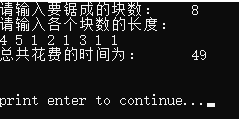 请输入要锯成的块数： 8
请输入各个块数的长度：
4 5 1 2 1 3 1 1
总共花费的时间为： 49
print enter to continue...